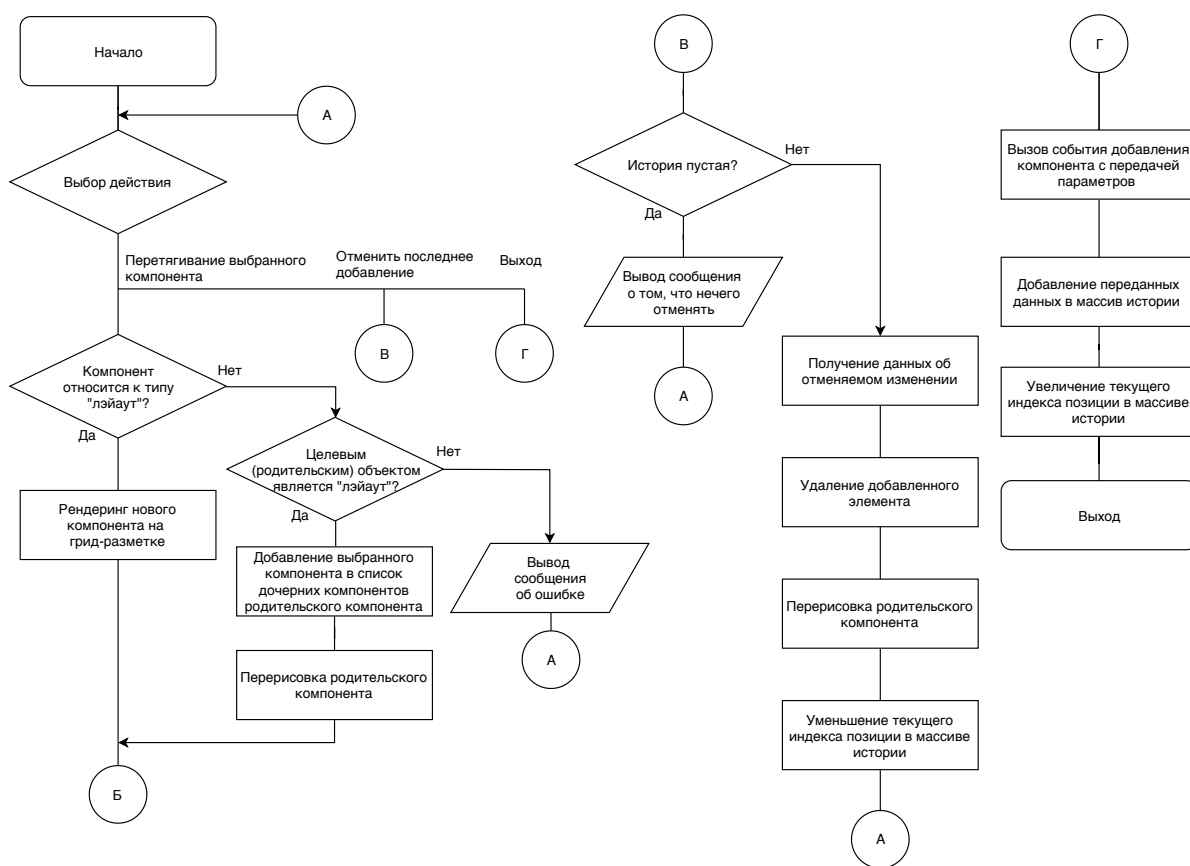 Начало
А
Выбор действия
Перетягивание выбранного
компонента
Отменить последнее
добавление
Выход
В
Г
Компонент
относится к типу
"лэйаут"?
Нет
Да
Целевым
(родительским) объектом
является "лэйаут"?
Нет
Да
Рендеринг нового
компонента на
грид-разметке
Добавление выбранного
компонента в список
дочерних компонентов
родительского компонента
Вывод
сообщения
об ошибке
А
Перерисовка родительского
компонента
Б
В
История пустая?
Нет
Да
Вывод сообщения
о том, что нечего
отменять
А
Получение данных об
отменяемом изменении
Удаление добавленного
элемента
Перерисовка родительского
компонента
Уменьшение текущего
индекса позиции в массиве
истории
А
Г
Вызов события добавления
компонента с передачей
параметров
Добавление переданных
данных в массив истории
Увеличение текущего
индекса позиции в массиве
истории
Выход